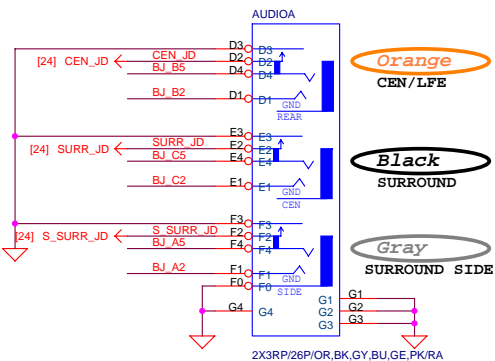 AUDIOA
D3 D3
[24] CEN_JD CEN_JD D2 D2
BJ_B5 D4 D4
Orange
CEN/LFE
BJ_B2 D1 D1
GND
REAR
E3 E3
[24] SURR_JD SURR_JD E2 E2
BJ_C5 E4 E4
Black
SURROUND
BJ_C2 E1 E1
GND
CEN
F3 F3
[24] S_SURR_JD S_SURR_JD F2 F2
BJ_A5 F4 F4
Gray
SURROUND SIDE
BJ_A2 F1 F1
GND
F0 F0
SIDE
G1 G1
G4 G4 G2 G2
G3 G3
2X3RP/26P/OR,BK,GY,BU,GE,PK/RA